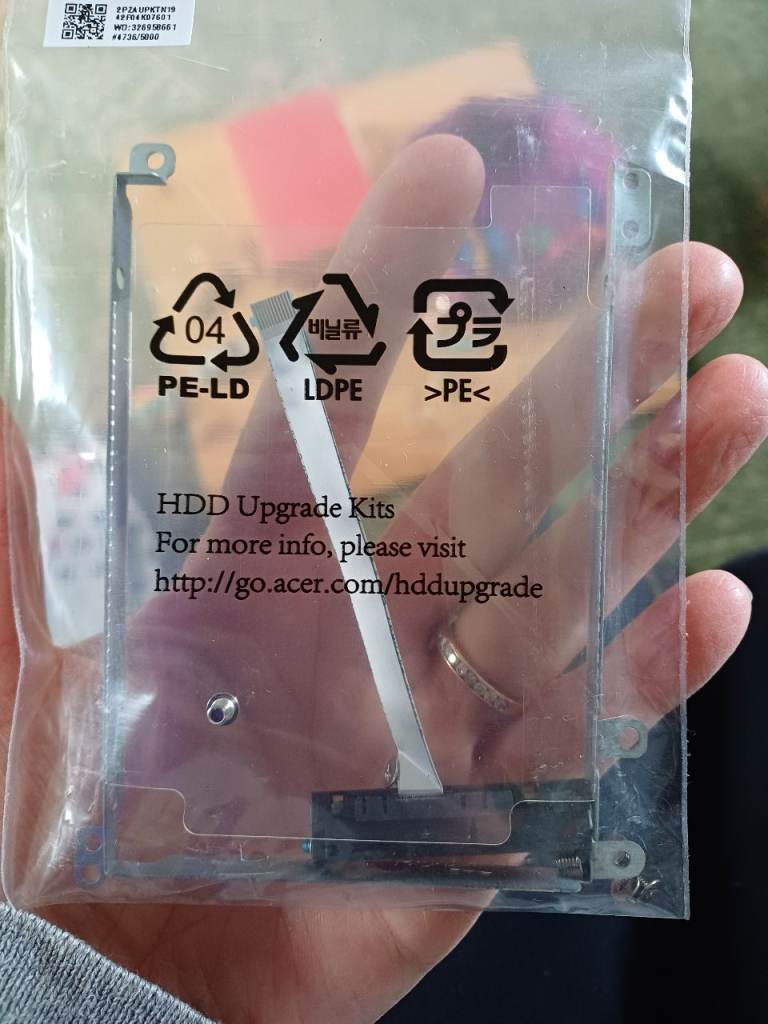 2PZAUPKTN19
42F04K07601
WO:326958661
#4736/5000
04 비닐류 プラ
PE-LD LDPE >PE<
HDD Upgrade Kits
For more info, please visit
http://go.acer.com/hddupgrade